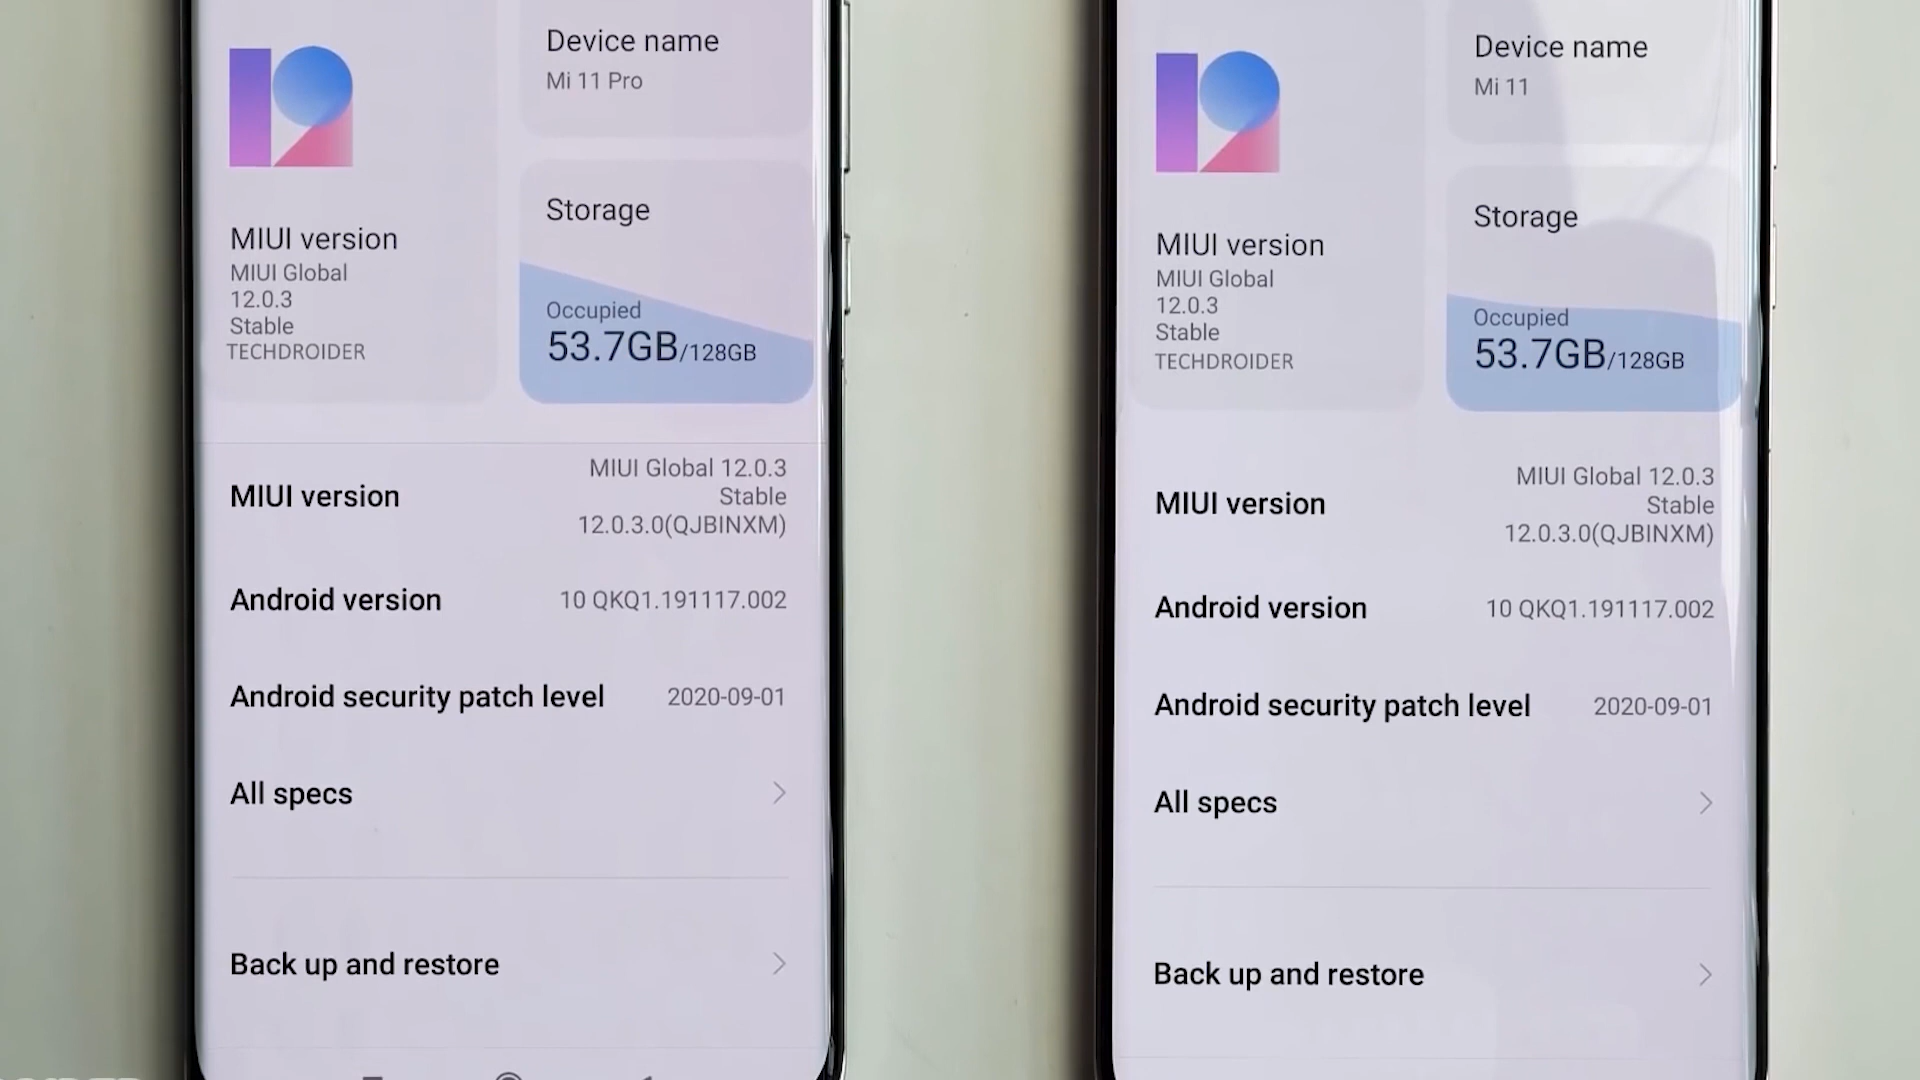 Device name
Mi 11 Pro
Storage
Occupied
53.7GB/128GB
MIUI version
MIUI Global
12.0.3
Stable
TECHDROIDER
MIUI version
MIUI Global 12.0.3
Stable
12.0.3.0(QJBINXM)
Android version
10 QKQ1.191117.002
Android security patch level
2020-09-01
All specs
Back up and restore
Device name
Mi 11
Storage
Occupied
53.7GB/128GB
MIUI version
MIUI Global
12.0.3
Stable
TECHDROIDER
MIUI version
MIUI Global 12.0.3
Stable
12.0.3.0(QJBINXM)
Android version
10 QKQ1.191117.002
Android security patch level
2020-09-01
All specs
Back up and restore